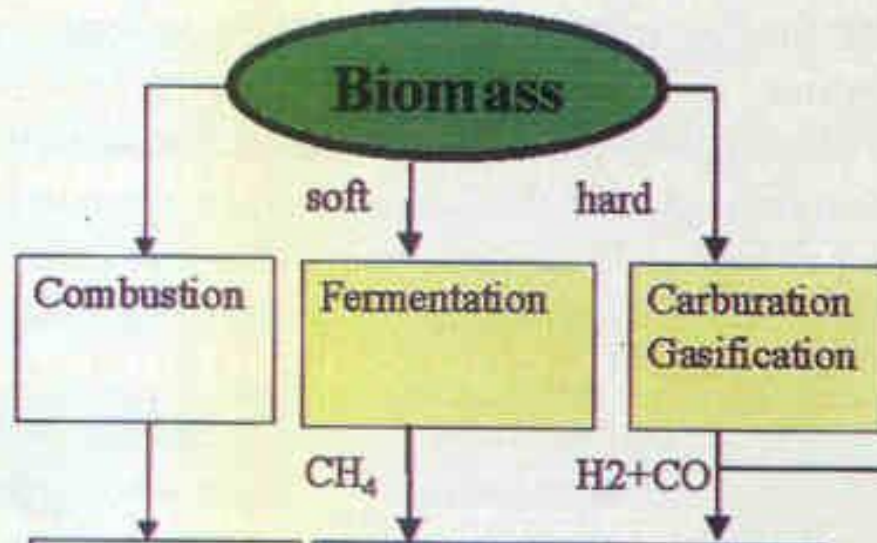 Biomass
soft
hard
Combustion
Fermentation
Carburation
Gasification
CH₄
H2+CO